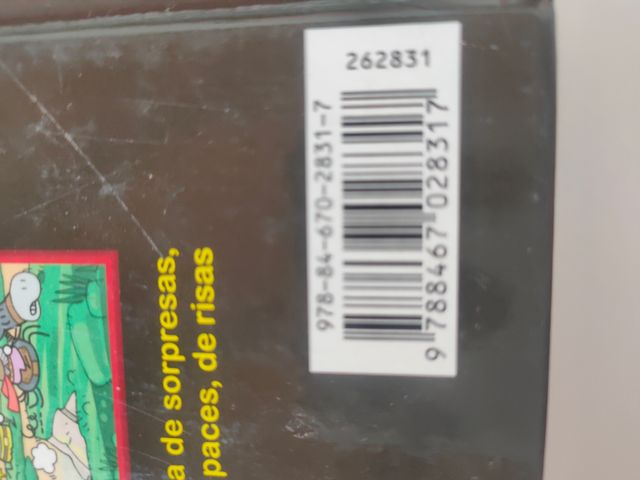 262831
978-84-670-2831-7
9 788467 028317
a de sorpresas,
paces, de risas